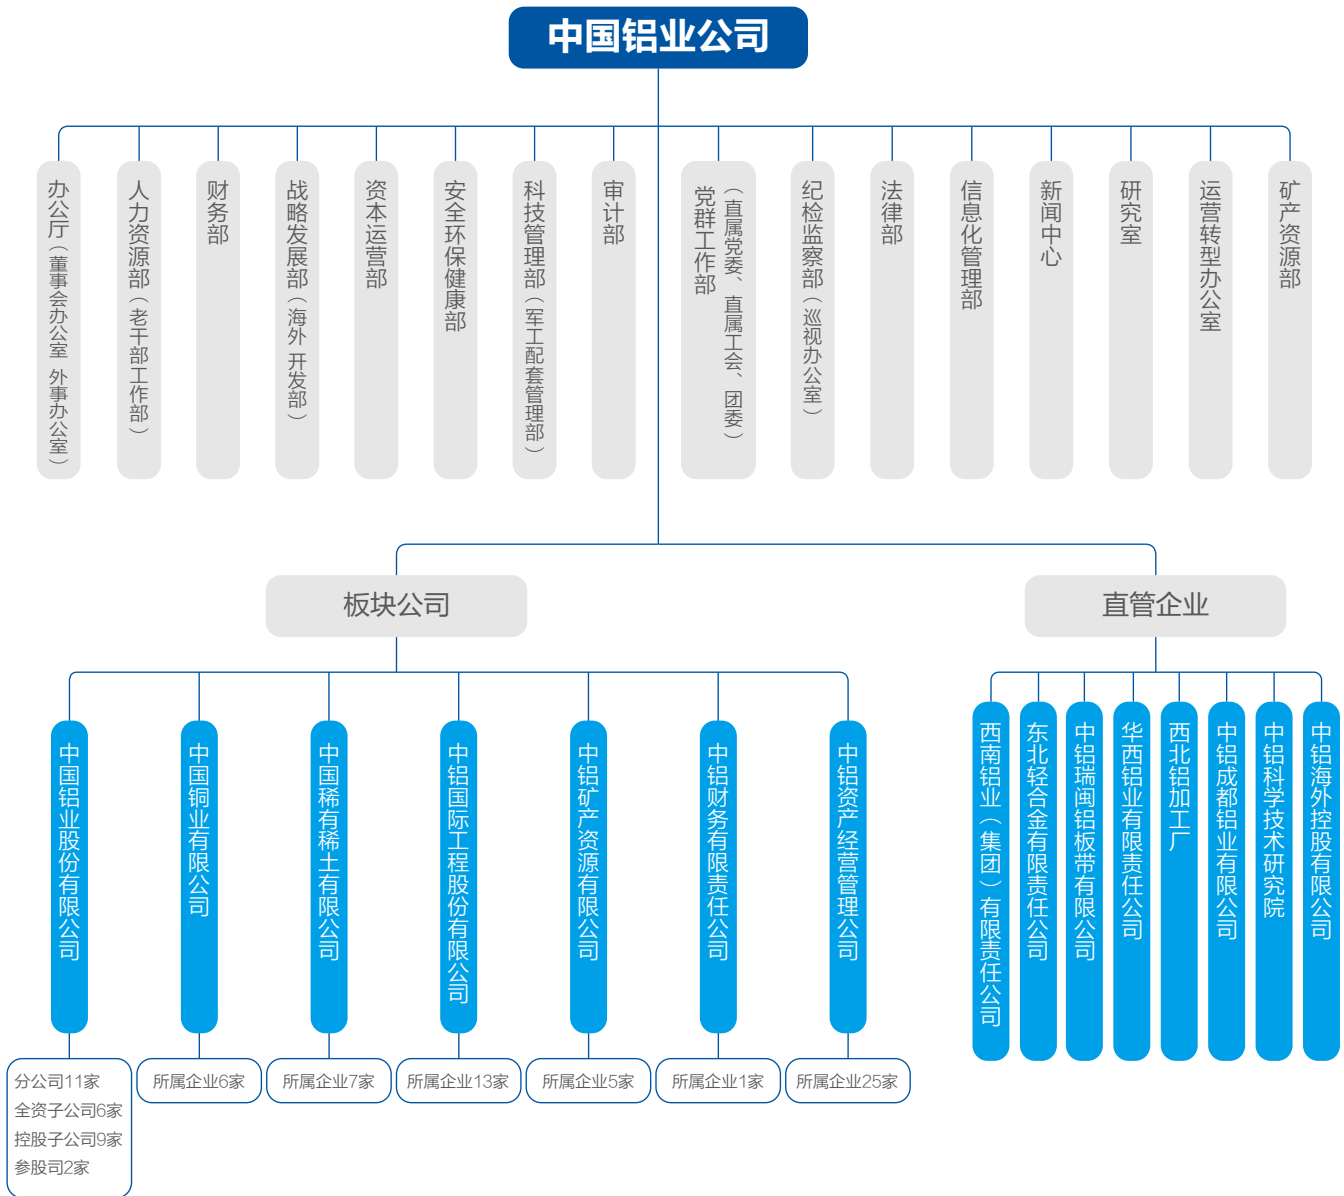 中国铝业公司
办公厅（董事会办公室 外事办公室）
人力资源部（老干部工作部）
财务部
战略发展部（海外 开发部）
资本运营部
安全环保健康部
科技管理部（军工配套管理部）
审计部
党群工作部
（直属党委、直属工会、团委）
纪检监察部（巡视办公室）
法律部
信息化管理部
新闻中心
研究室
运营转型办公室
矿产资源部
板块公司
直管企业
中国铝业股份有限公司
中国铜业有限公司
中国稀有稀土有限公司
中铝国际工程股份有限公司
中铝矿产资源有限公司
中铝财务有限责任公司
中铝资产经营管理公司
西南铝业（集团）有限责任公司
东北轻合金有限责任公司
中铝瑞闽铝板带有限公司
华西铝业有限责任公司
西北铝加工厂
中铝成都铝业有限公司
中铝科学技术研究院
中铝海外控股有限公司
分公司11家
全资子公司6家
控股子公司9家
参股司2家
所属企业6家
所属企业7家
所属企业13家
所属企业5家
所属企业1家
所属企业25家